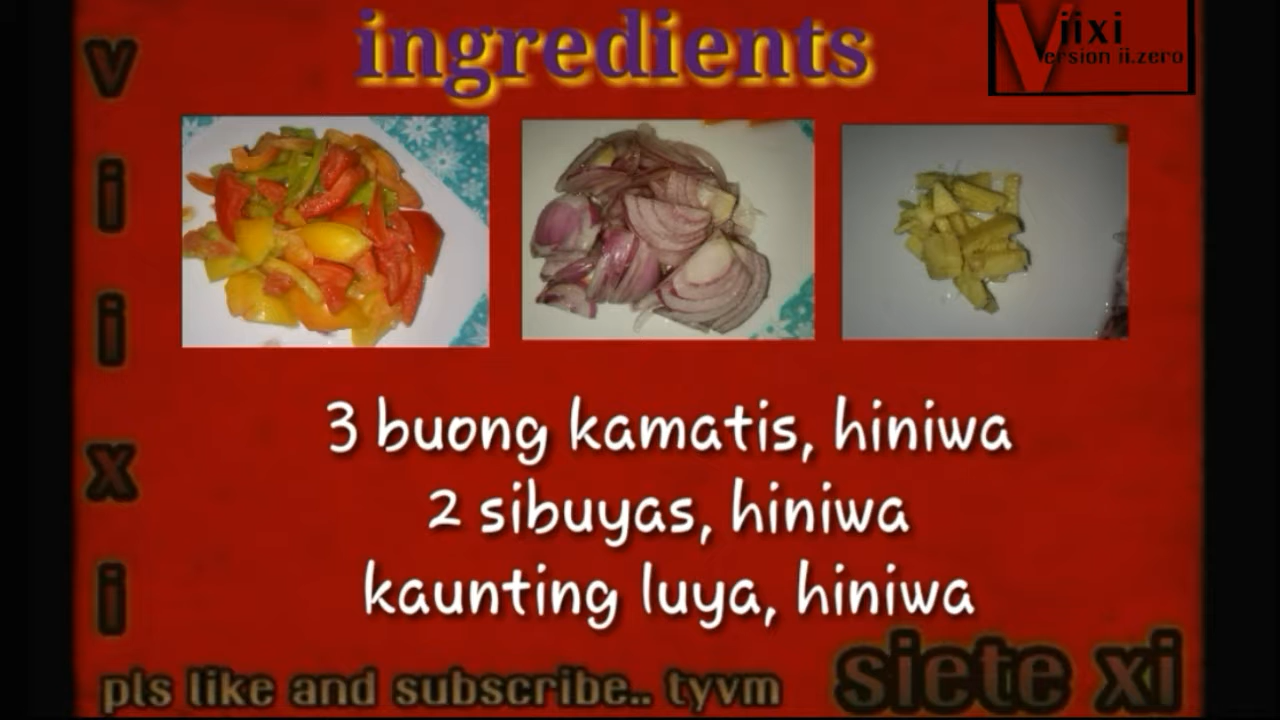 ingredients
Viixi
Version ii.zero
viixi
3 buong kamatis, hiniwa
2 sibuyas, hiniwa
kaunting luya, hiniwa
pls like and subscribe.. tyvm
siete xi